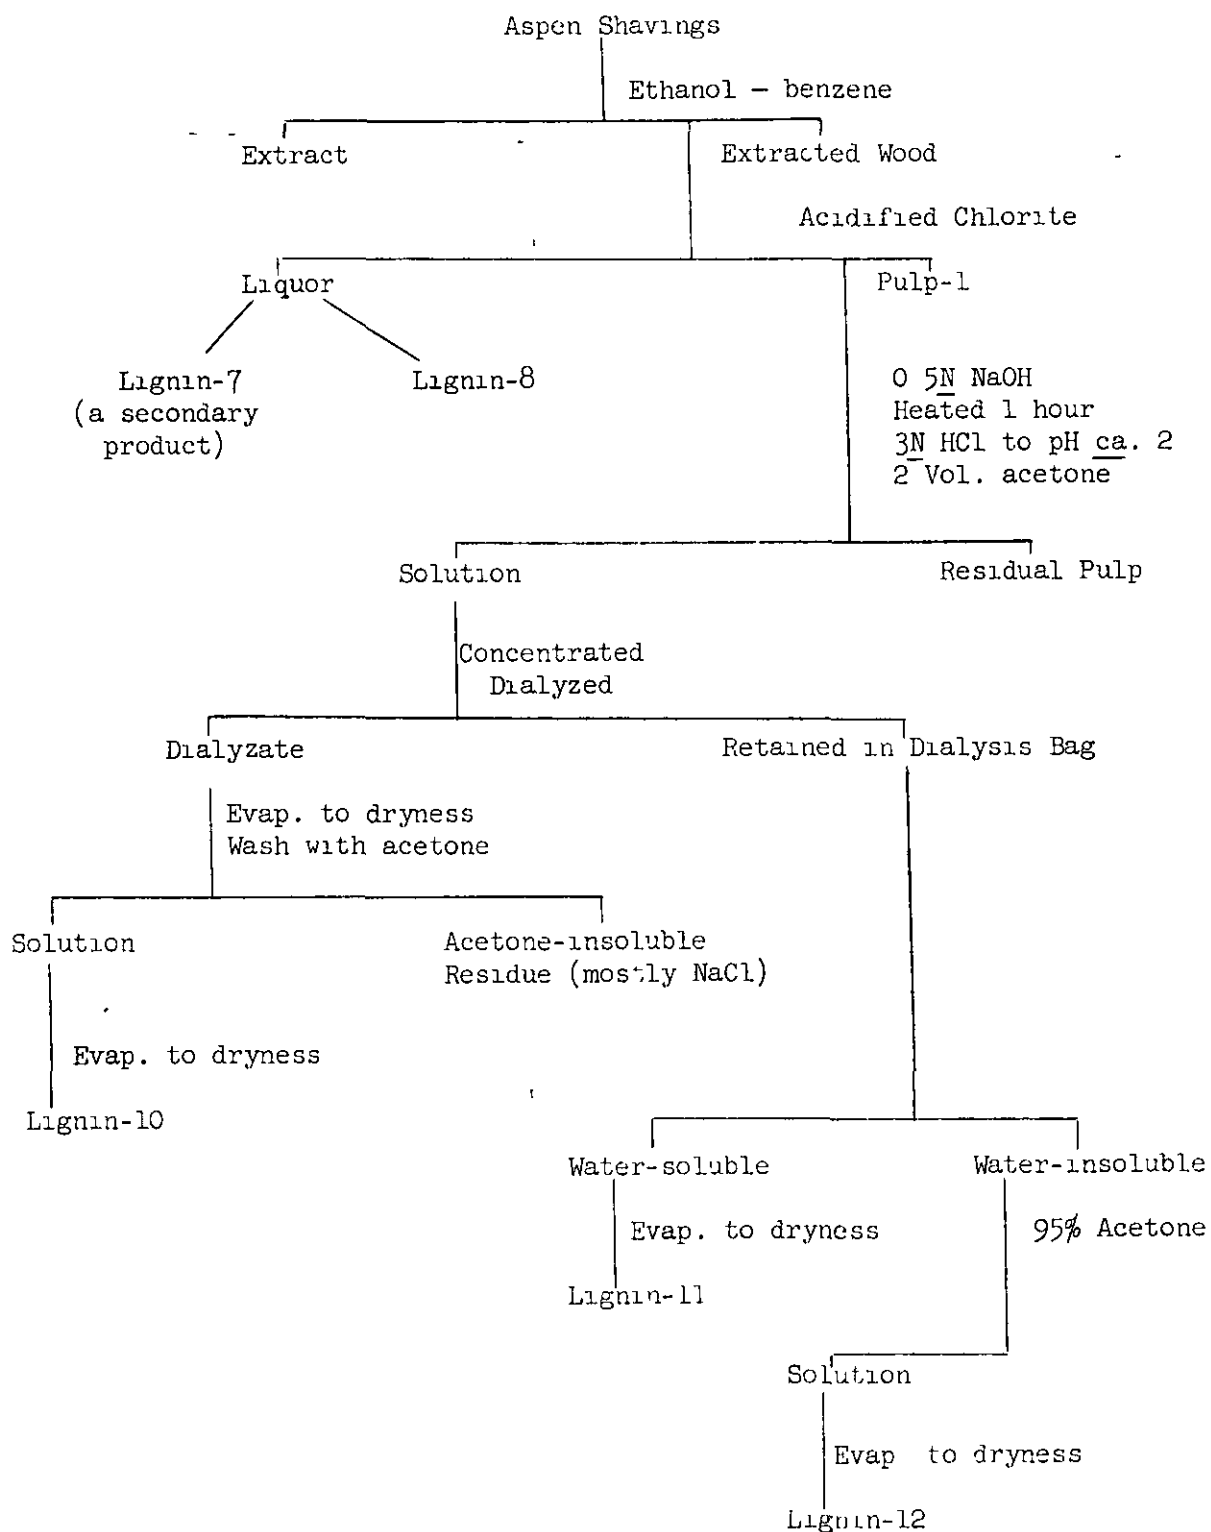 Aspen Shavings
Ethanol — benzene
Extract
Extracted Wood
Acidified Chlorite
Liquor
Pulp-1
Lignin-7
(a secondary
product)
Lignin-8
0 5N NaOH
Heated 1 hour
3N HCl to pH ca. 2
2 Vol. acetone
Solution
Residual Pulp
Concentrated
Dialyzed
Dialyzate
Retained in Dialysis Bag
Evap. to dryness
Wash with acetone
Solution
Acetone-insoluble
Residue (mostly NaCl)
Evap. to dryness
Lignin-10
Water-soluble
Water-insoluble
Evap. to dryness
95% Acetone
Lignin-11
Solution
Evap to dryness
Lignin-12